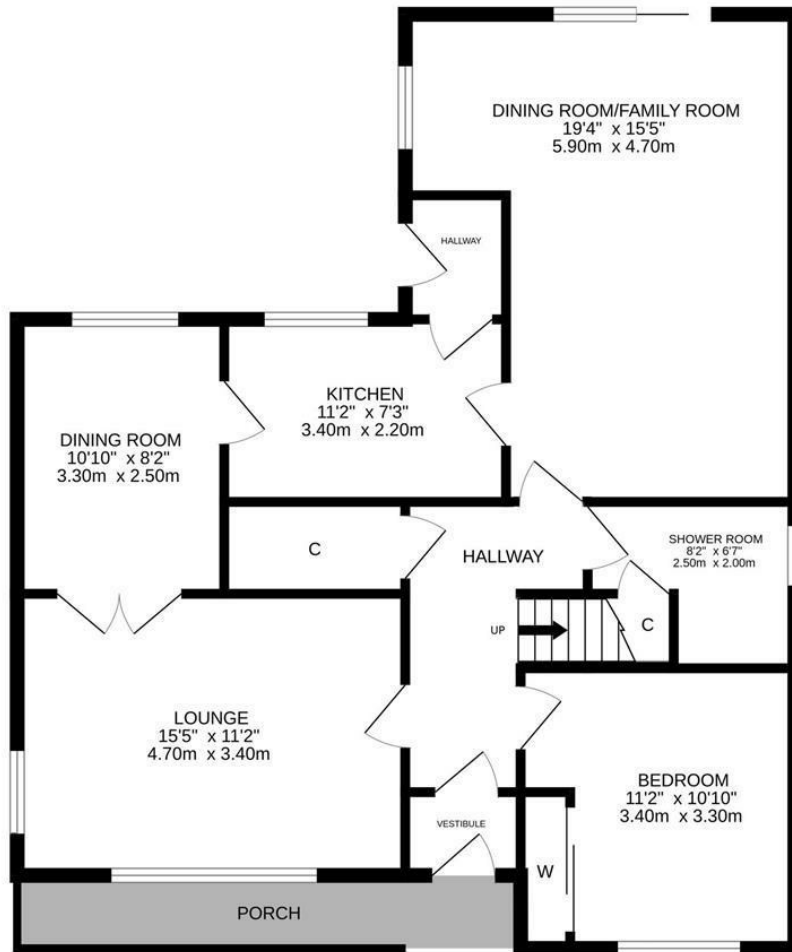 DINING ROOM/FAMILY ROOM
19'4" x 15'5"
5.90m x 4.70m
HALLWAY
KITCHEN
11'2" x 7'3"
3.40m x 2.20m
DINING ROOM
10'10" x 8'2"
3.30m x 2.50m
C
HALLWAY
SHOWER ROOM
8'2" x 6'7"
2.50m x 2.00m
UP
C
LOUNGE
15'5" x 11'2"
4.70m x 3.40m
BEDROOM
11'2" x 10'10"
3.40m x 3.30m
VESTIBULE
W
PORCH